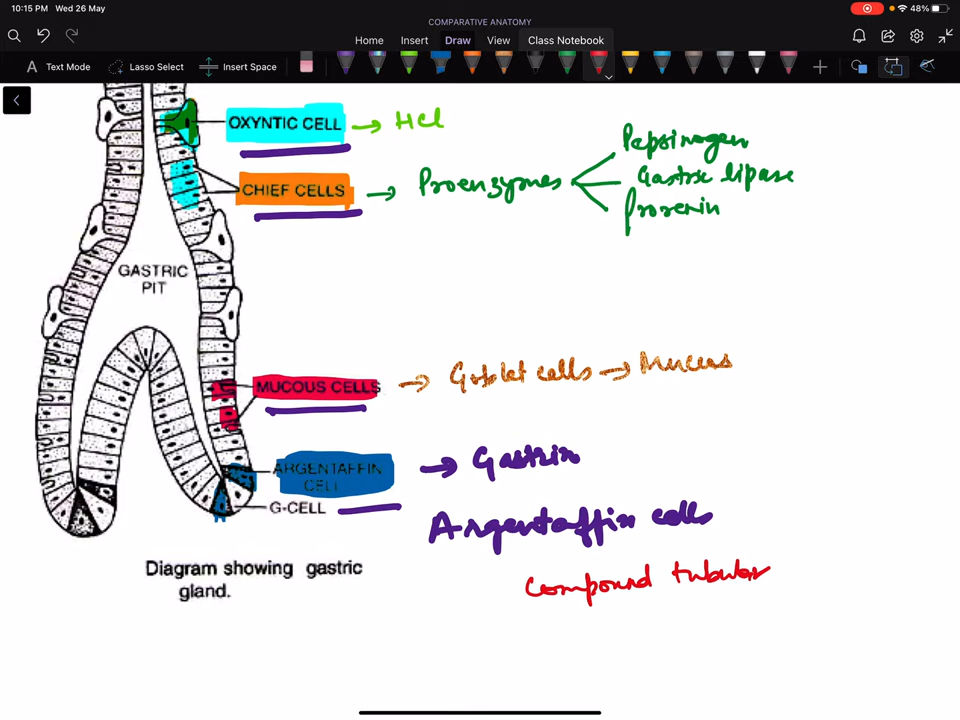 10:15 PM Wed 26 May
48%
COMPARATIVE ANATOMY
Home Insert Draw View Class Notebook
Text Mode Lasso Select Insert Space
OXYNTIC CELL → Hcl
CHIEF CELLS → Proenzymes
Pepsinogen
Gastric lipase
Prorenin
GASTRIC
PIT
MUCOUS CELLS → Goblet cells → Mucus
ARGENTAFFIN
CELL
→ Gastrin
G-CELL
Argentaffin cells
Compound tubular
Diagram showing gastric
gland.